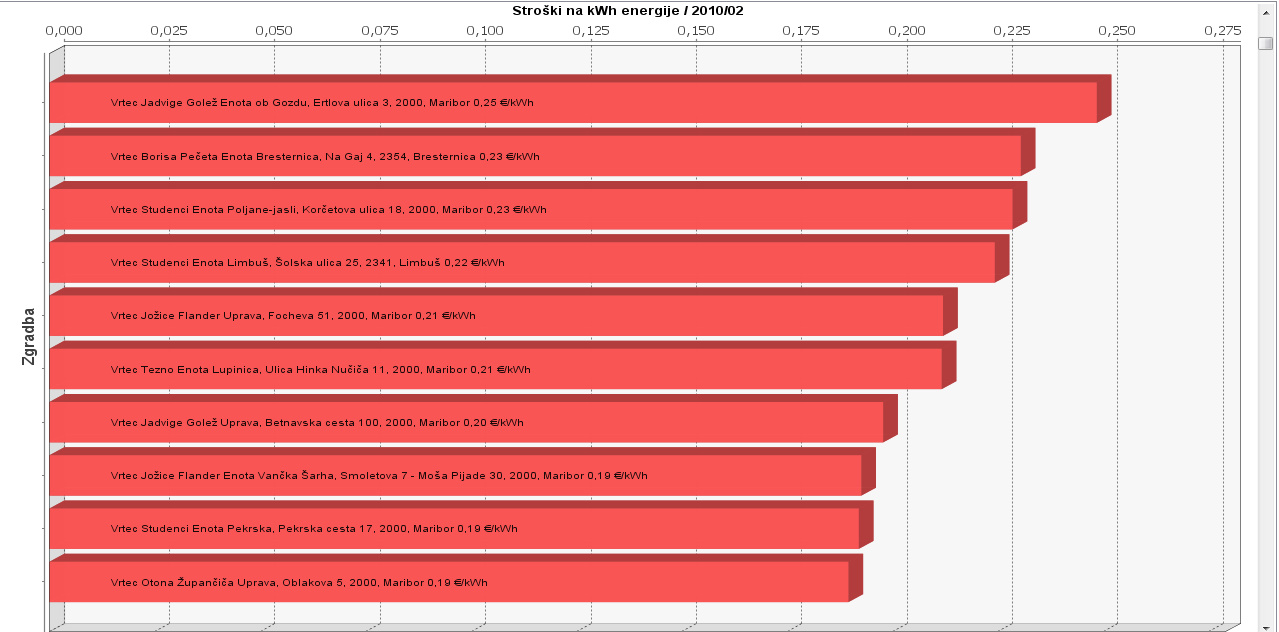 Stroški na kWh energije / 2010/02
0,000 0,025 0,050 0,075 0,100 0,125 0,150 0,175 0,200 0,225 0,250 0,275
Zgradba
Vrtec Jadvige Golež Enota ob Gozdu, Ertlova ulica 3, 2000, Maribor 0,25 €/kWh
Vrtec Borisa Pečeta Enota Bresternica, Na Gaj 4, 2354, Bresternica 0,23 €/kWh
Vrtec Studenci Enota Poljane-jasli, Korčetova ulica 18, 2000, Maribor 0,23 €/kWh
Vrtec Studenci Enota Limbuš, Šolska ulica 25, 2341, Limbuš 0,22 €/kWh
Vrtec Jožice Flander Uprava, Focheva 51, 2000, Maribor 0,21 €/kWh
Vrtec Tezno Enota Lupinica, Ulica Hinka Nučiča 11, 2000, Maribor 0,21 €/kWh
Vrtec Jadvige Golež Uprava, Betnavska cesta 100, 2000, Maribor 0,20 €/kWh
Vrtec Jožice Flander Enota Vančka Šarha, Smoletova 7 - Moša Pijade 30, 2000, Maribor 0,19 €/kWh
Vrtec Studenci Enota Pekrska, Pekrska cesta 17, 2000, Maribor 0,19 €/kWh
Vrtec Otona Župančiča Uprava, Oblakova 5, 2000, Maribor 0,19 €/kWh